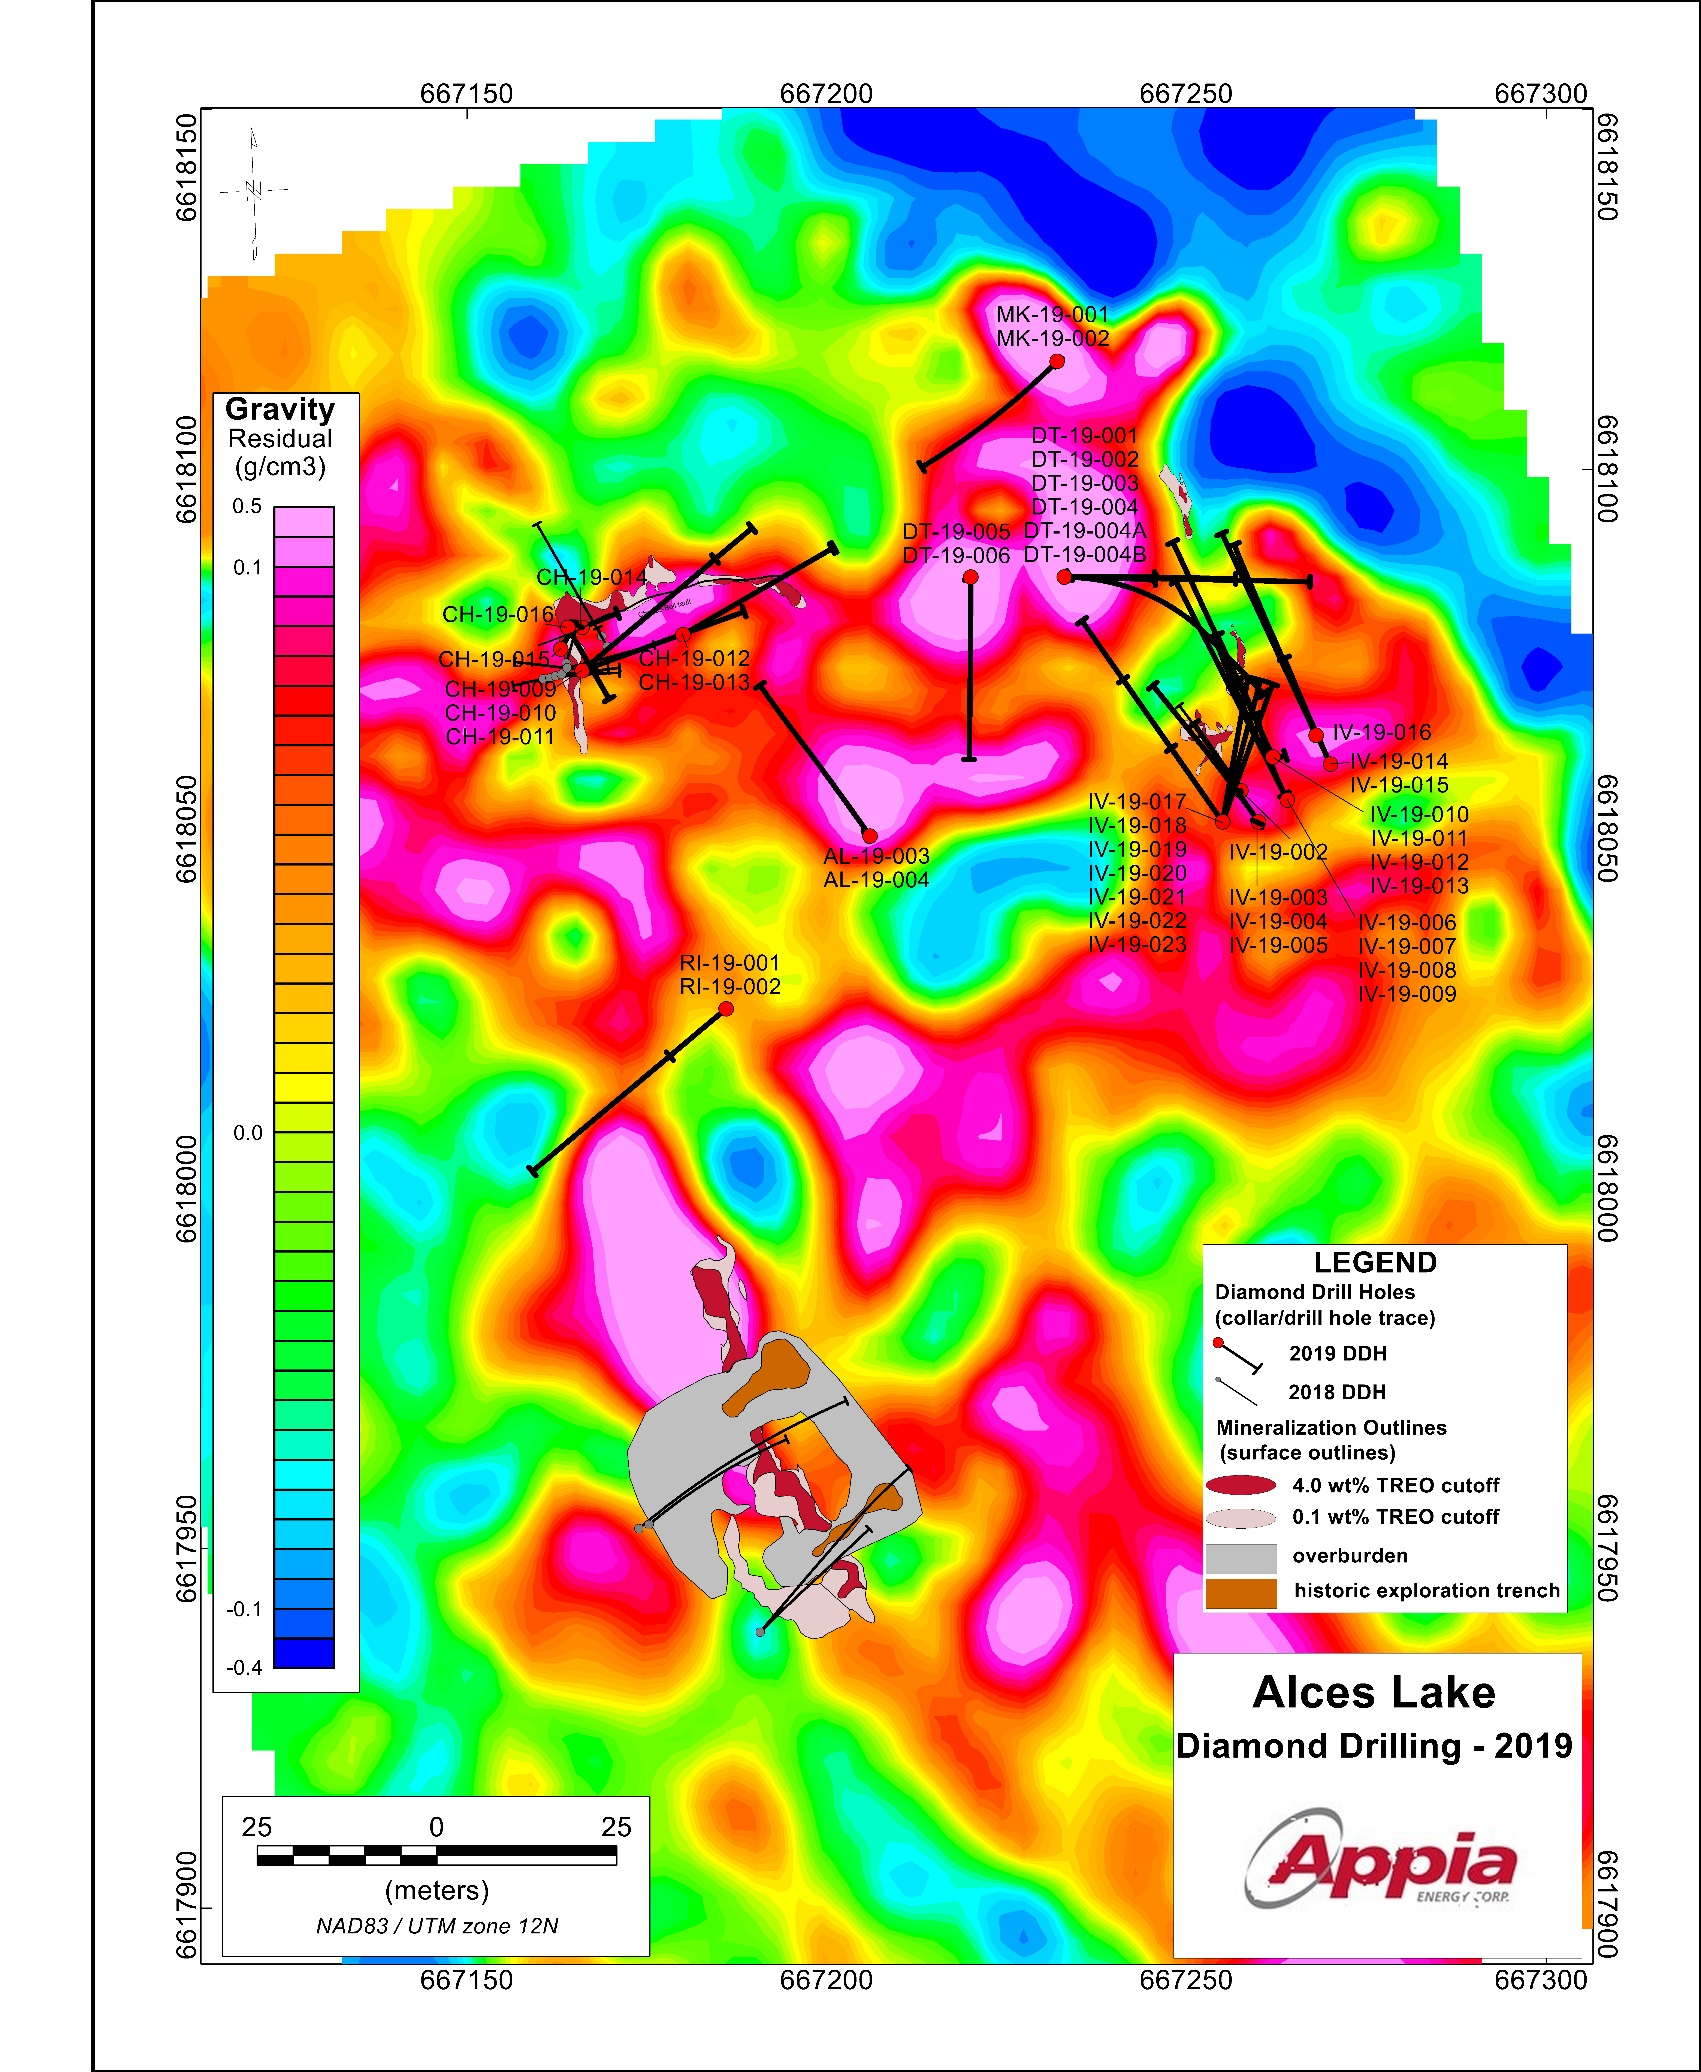 667150
667200
667250
667300
6618150
6618150
N
MK-19-001
MK-19-002
Gravity
Residual
(g/cm3)
0.5
0.1
0.0
-0.1
-0.4
6618100
6618100
DT-19-001
DT-19-002
DT-19-003
DT-19-004
DT-19-004A
DT-19-004B
DT-19-005
DT-19-006
CH-19-014
CH-19-016
CH-19-015
CH-19-009
CH-19-010
CH-19-011
CH-19-012
CH-19-013
IV-19-016
IV-19-014
IV-19-015
IV-19-010
IV-19-011
IV-19-012
IV-19-013
IV-19-017
IV-19-018
IV-19-019
IV-19-020
IV-19-021
IV-19-022
IV-19-023
IV-19-002
IV-19-003
IV-19-004
IV-19-005
IV-19-006
IV-19-007
IV-19-008
IV-19-009
6618050
6618050
AL-19-003
AL-19-004
RI-19-001
RI-19-002
6618000
6618000
LEGEND
Diamond Drill Holes
(collar/drill hole trace)
2019 DDH
2018 DDH
Mineralization Outlines
(surface outlines)
4.0 wt% TREO cutoff
0.1 wt% TREO cutoff
overburden
historic exploration trench
6617950
6617950
Alces Lake
Diamond Drilling - 2019
Appia
ENERGY CORP.
25 0 25
(meters)
NAD83 / UTM zone 12N
6617900
6617900
667150
667200
667250
667300